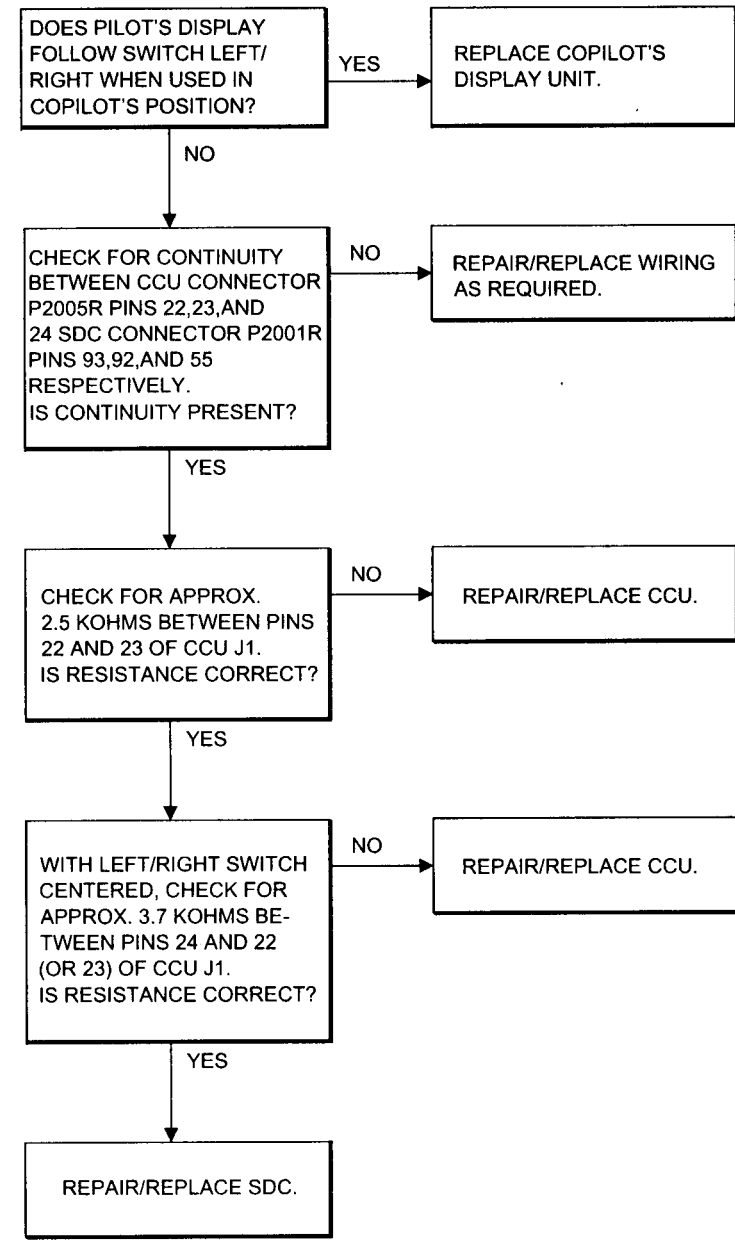 DOES PILOT'S DISPLAY
FOLLOW SWITCH LEFT/
RIGHT WHEN USED IN
COPILOT'S POSITION?
YES
REPLACE COPILOT'S
DISPLAY UNIT.
NO
CHECK FOR CONTINUITY
BETWEEN CCU CONNECTOR
P2005R PINS 22,23,AND
24 SDC CONNECTOR P2001R
PINS 93,92,AND 55
RESPECTIVELY.
IS CONTINUITY PRESENT?
NO
REPAIR/REPLACE WIRING
AS REQUIRED.
YES
CHECK FOR APPROX.
2.5 KOHMS BETWEEN PINS
22 AND 23 OF CCU J1.
IS RESISTANCE CORRECT?
NO
REPAIR/REPLACE CCU.
YES
WITH LEFT/RIGHT SWITCH
CENTERED, CHECK FOR
APPROX. 3.7 KOHMS BE-
TWEEN PINS 24 AND 22
(OR 23) OF CCU J1.
IS RESISTANCE CORRECT?
NO
REPAIR/REPLACE CCU.
YES
REPAIR/REPLACE SDC.